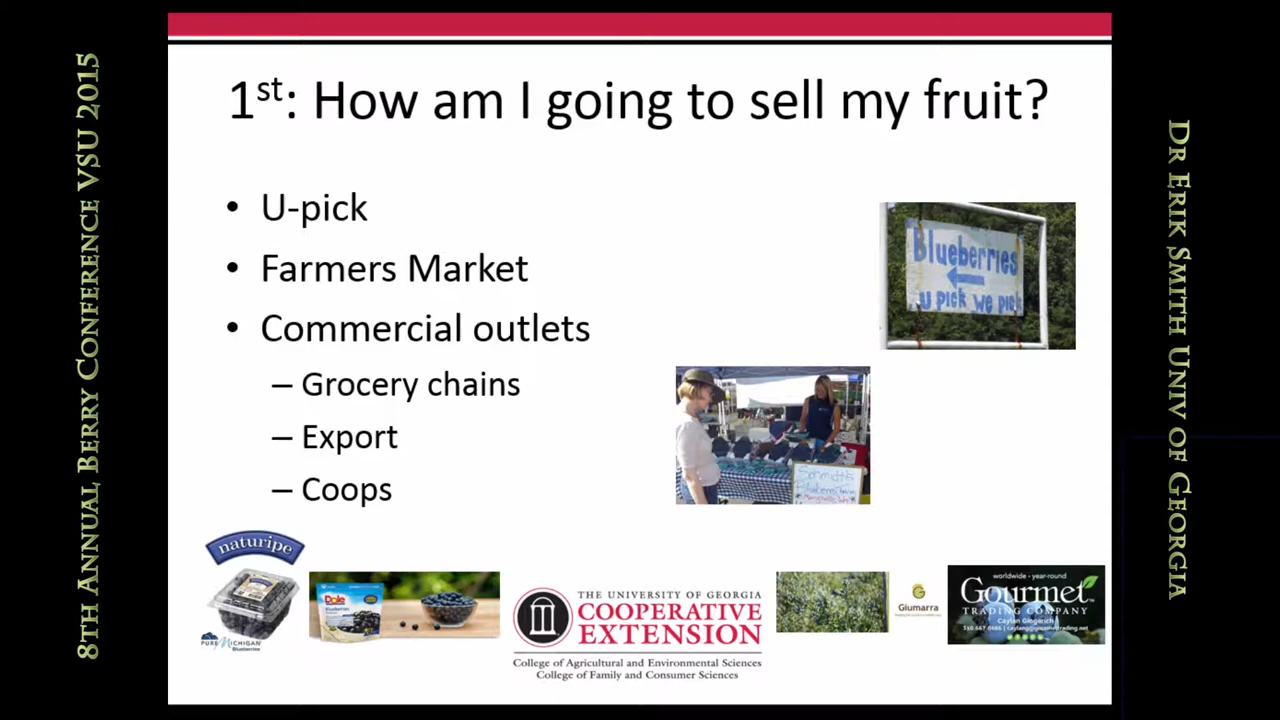 8TH ANNUAL BERRY CONFERENCE VSU 2015
1st: How am I going to sell my fruit?
• U-pick
• Farmers Market
• Commercial outlets
– Grocery chains
– Export
– Coops
Blueberries
U pick we pick
Schmitt's
naturipe
PURE MICHIGAN
Blueberries
Dole
Blueberries
THE UNIVERSITY OF GEORGIA
COOPERATIVE
EXTENSION
College of Agricultural and Environmental Sciences
College of Family and Consumer Sciences
Giumarra
worldwide • year-round
Gourmet
TRADING COMPANY
DR ERIK SMITH UNIV OF GEORGIA